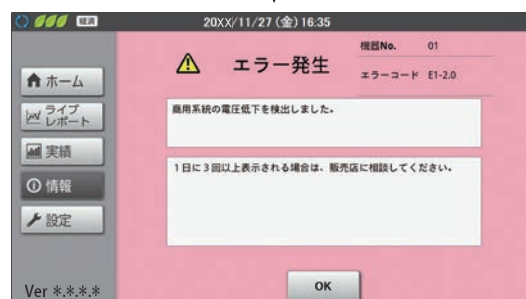 経済
20XX/11/27 (金) 16:35
機器No. 01
エラー発生
エラーコード E1-2.0
ホーム
ライブ
レポート
実績
情報
設定
商用系統の電圧低下を検出しました。
1日に3回以上表示される場合は、販売店に相談してください。
OK
Ver *.*.*.*